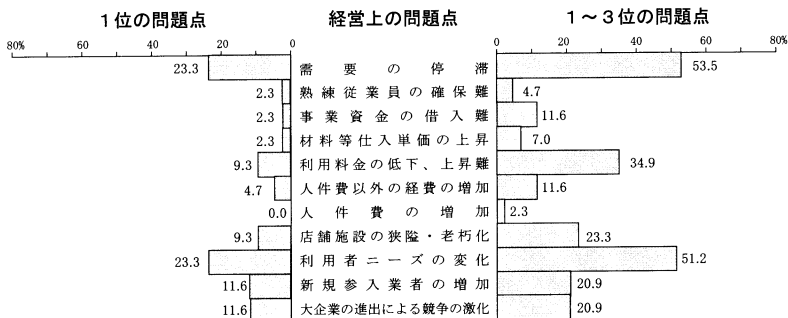 1位の問題点 経営上の問題点 1～3位の問題点
80% 60 40 20 0 0 20 40 60 80%
23.3 需要の停滞 53.5
2.3 熟練従業員の確保難 4.7
2.3 事業資金の借入難 11.6
2.3 材料等仕入単価の上昇 7.0
9.3 利用料金の低下、上昇難 34.9
4.7 人件費以外の経費の増加 11.6
0.0 人件費の増加 2.3
9.3 店舗施設の狭隘・老朽化 23.3
23.3 利用者ニーズの変化 51.2
11.6 新規参入業者の増加 20.9
11.6 大企業の進出による競争の激化 20.9